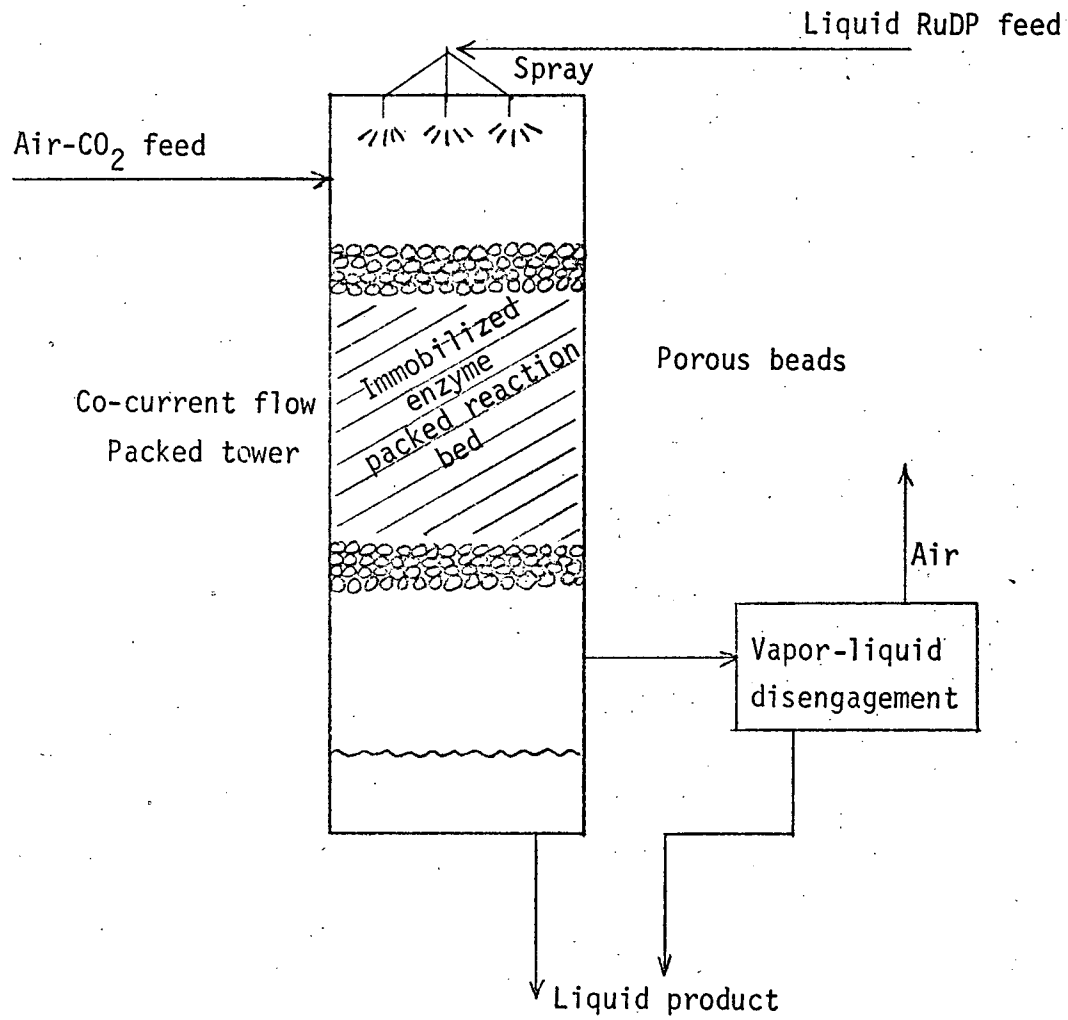 Liquid RuDP feed
Spray
Air-CO₂ feed
Immobilized
enzyme
packed reaction
bed
Porous beads
Co-current flow
Packed tower
Air
Vapor-liquid
disengagement
Liquid product